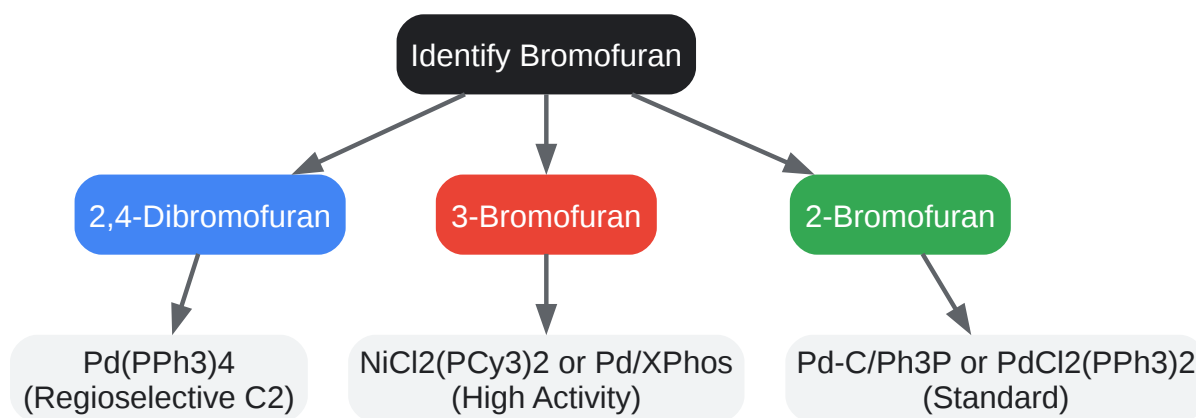 Identify Bromofuran
2,4-Dibromofuran
3-Bromofuran
2-Bromofuran
Pd(PPh3)4
(Regioselective C2)
NiCl2(PCy3)2 or Pd/XPhos
(High Activity)
Pd-C/Ph3P or PdCl2(PPh3)2
(Standard)